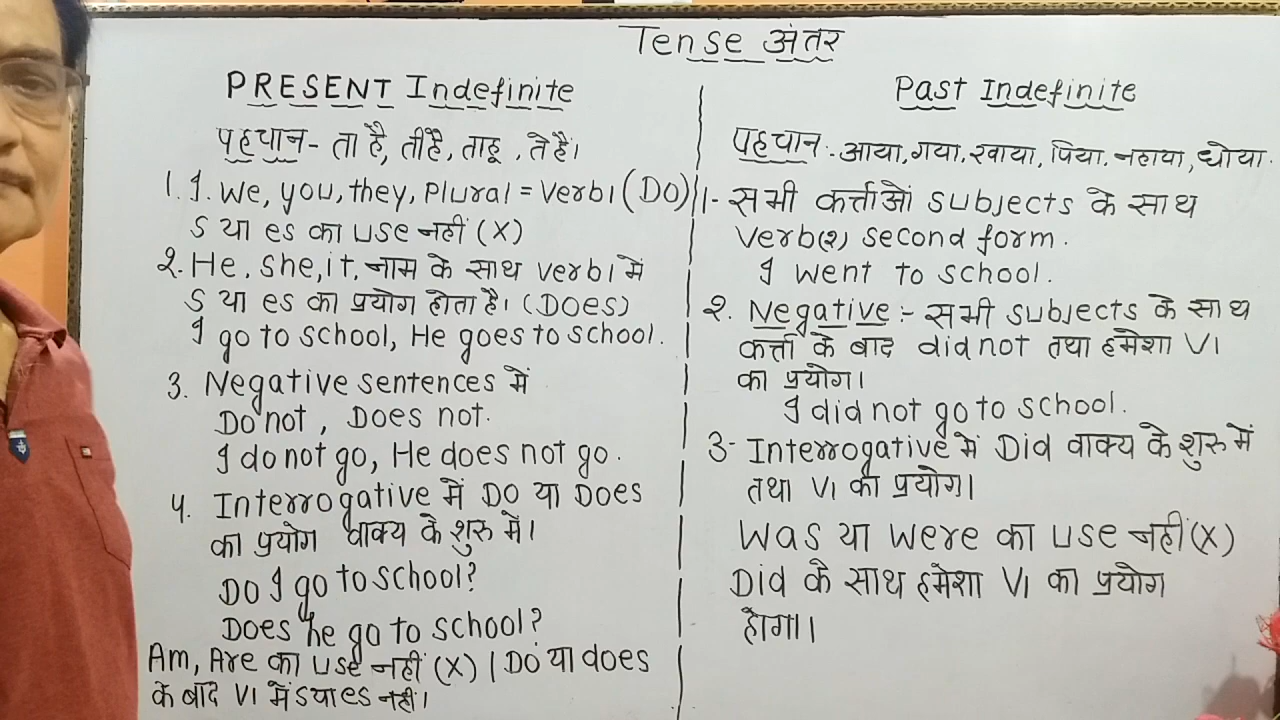 Tense अंतर
PRESENT Indefinite
पहचान- ता है, तीहै, ताहू, तेहैं।
1. I. We, you, they, Plural = Verb1 (DO)
S या es का use नहीं (X)
2. He, She, it, नाम के साथ verb1 में
S या es का प्रयोग होता है। (DOes)
I go to school, He goes to school.
3. Negative sentences में
Do not, Does not.
I do not go, He does not go.
4. Interrogative में DO या Does
का प्रयोग वाक्य के शुरू में।
DO I go to school?
Does he go to school?
Am, Are का use नहीं (X) | DO या does
के बाद V1 में S या es नहीं।
Past Indefinite
पहचान:- आया, गया, खाया, पिया, नहाया, धोया.
1- सभी कर्त्ताओं subjects के साथ
Verb(2) second form.
I went to school.
2. Negative:- सभी subjects के साथ
कर्त्ता के बाद did not तथा हमेशा V1
का प्रयोग।
I did not go to school.
3- Interrogative में Did वाक्य के शुरू में
तथा V1 का प्रयोग।
Was या Were का use नहीं (X)
Did के साथ हमेशा V1 का प्रयोग
होगा।